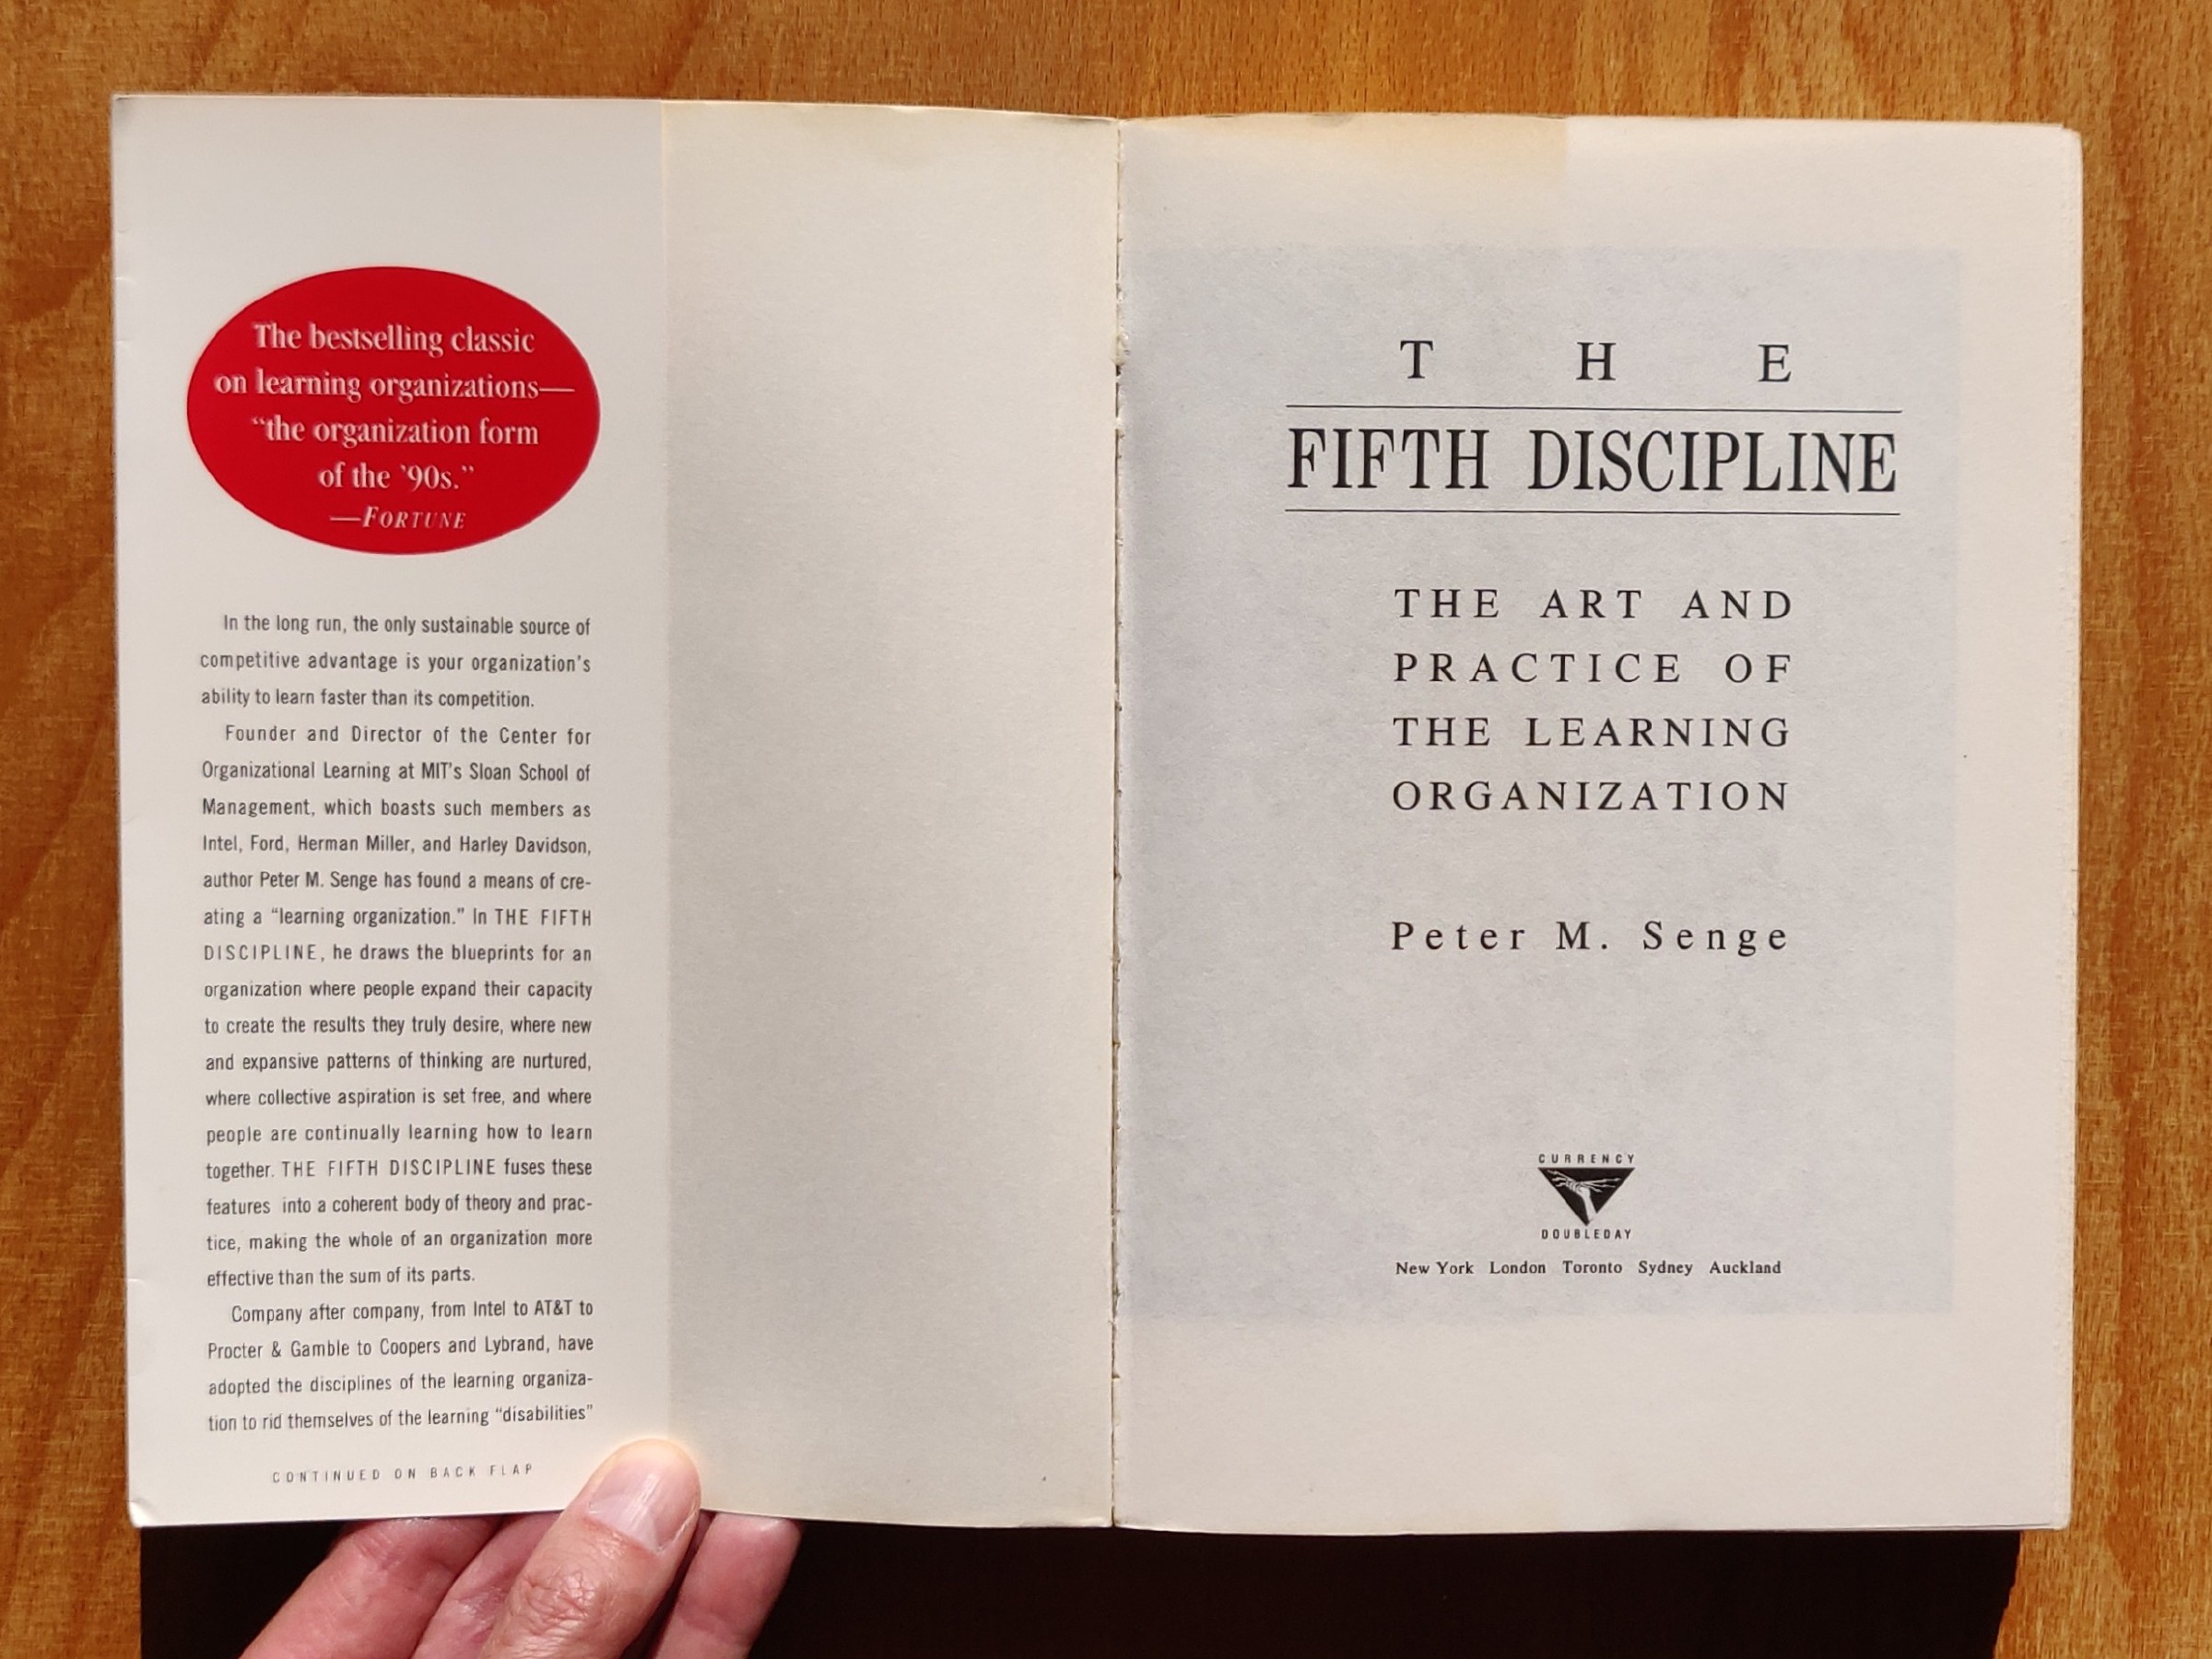 The bestselling classic
on learning organizations—
“the organization form
of the ’90s.”
—FORTUNE
In the long run, the only sustainable source of
competitive advantage is your organization’s
ability to learn faster than its competition.
Founder and Director of the Center for
Organizational Learning at MIT’s Sloan School of
Management, which boasts such members as
Intel, Ford, Herman Miller, and Harley Davidson,
author Peter M. Senge has found a means of cre-
ating a “learning organization.” In THE FIFTH
DISCIPLINE, he draws the blueprints for an
organization where people expand their capacity
to create the results they truly desire, where new
and expansive patterns of thinking are nurtured,
where collective aspiration is set free, and where
people are continually learning how to learn
together. THE FIFTH DISCIPLINE fuses these
features into a coherent body of theory and prac-
tice, making the whole of an organization more
effective than the sum of its parts.
Company after company, from Intel to AT&T to
Procter & Gamble to Coopers and Lybrand, have
adopted the disciplines of the learning organiza-
tion to rid themselves of the learning “disabilities”
CONTINUED ON BACK FLAP
THE
FIFTH DISCIPLINE
THE ART AND
PRACTICE OF
THE LEARNING
ORGANIZATION
Peter M. Senge
CURRENCY
DOUBLEDAY
New York London Toronto Sydney Auckland